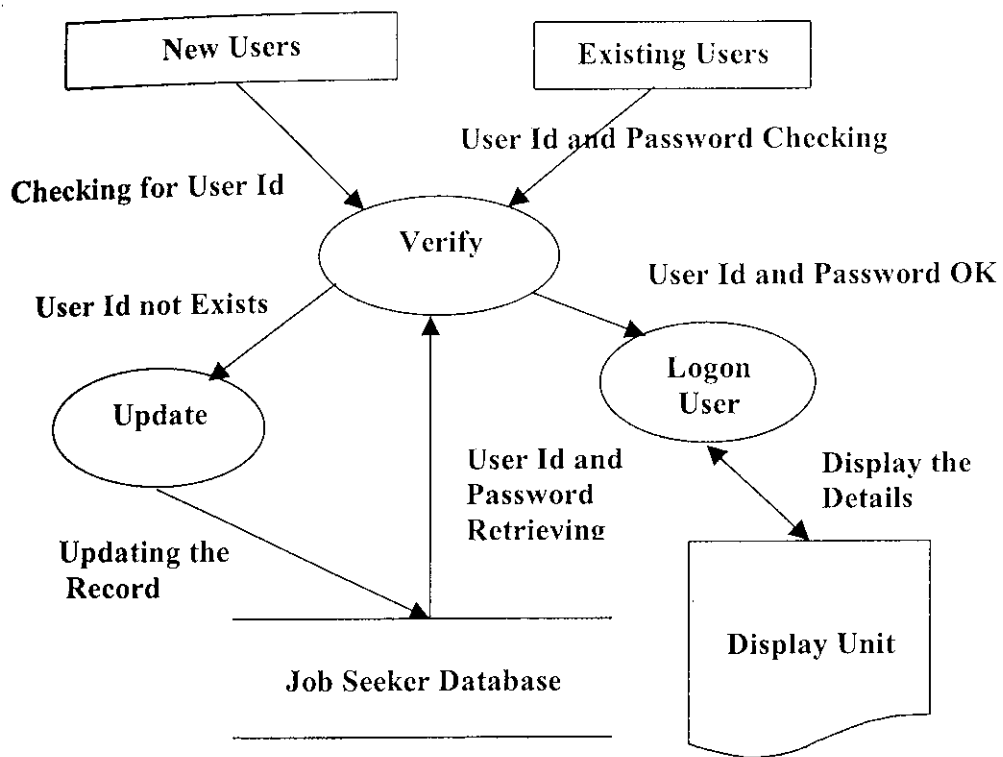 New Users
Existing Users
User Id and Password Checking
Checking for User Id
Verify
User Id and Password OK
User Id not Exists
Logon
User
Update
User Id and
Password
Retrieving
Display the
Details
Updating the
Record
Display Unit
Job Seeker Database